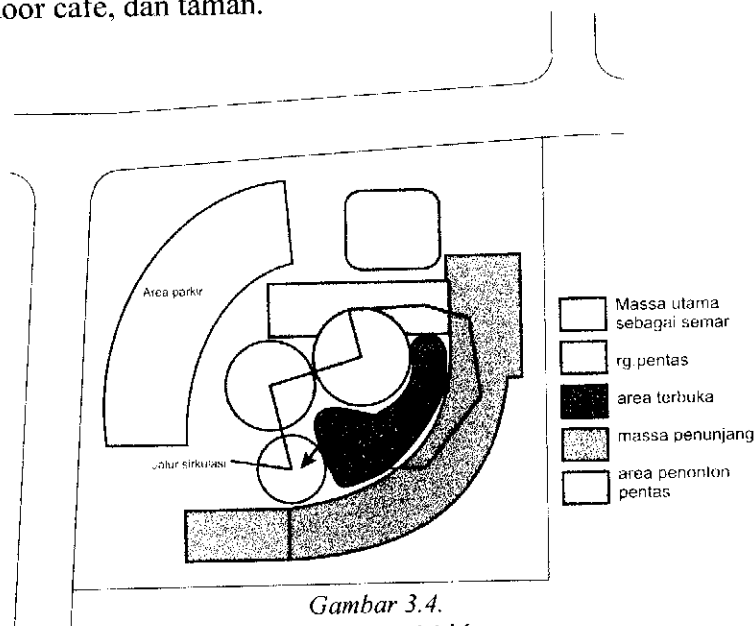 door cafe, dan taman.
Area parkir
Jalur sirkulasi
Massa utama
sebagai semar
rg.pentas
area terbuka
massa penunjang
area penonton
pentas
Gambar 3.4.